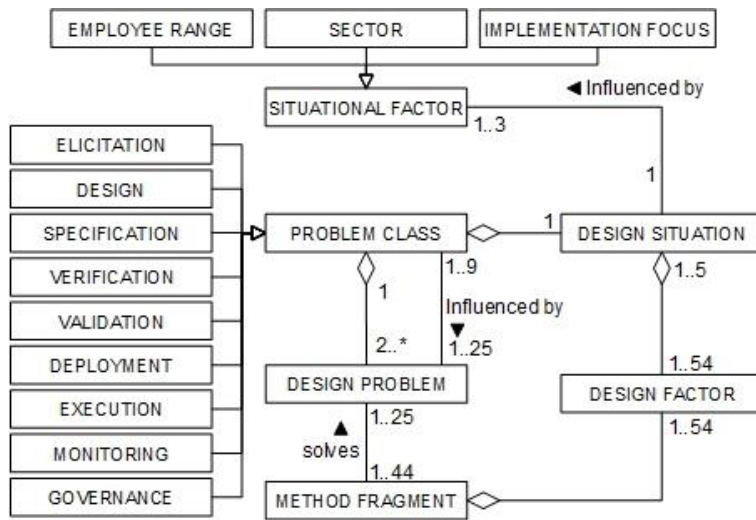 EMPLOYEE RANGE
SECTOR
IMPLEMENTATION FOCUS
◄ Influenced by
SITUATIONAL FACTOR
1..3
ELICITATION
DESIGN
1
SPECIFICATION
PROBLEM CLASS
1
DESIGN SITUATION
VERIFICATION
1..9
1..5
1
VALIDATION
Influenced by
▼
2..*
1..25
DEPLOYMENT
1..54
DESIGN PROBLEM
DESIGN FACTOR
EXECUTION
1..25
1..54
▲
MONITORING
solves
1..44
GOVERNANCE
METHOD FRAGMENT